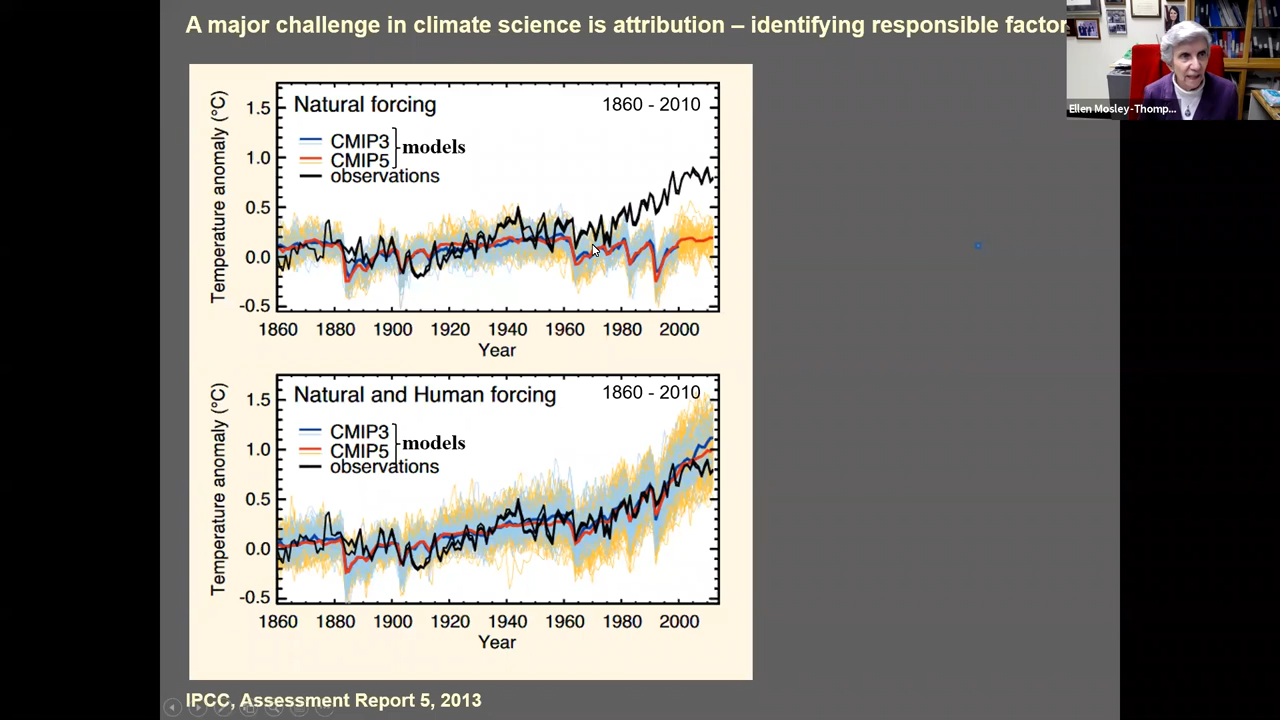 A major challenge in climate science is attribution – identifying responsible factor
Ellen Mosley-Thomp...
Temperature anomaly (°C)
Natural forcing
1860 - 2010
CMIP3
CMIP5
models
observations
1.5
1.0
0.5
0.0
-0.5
1860 1880 1900 1920 1940 1960 1980 2000
Year
Temperature anomaly (°C)
Natural and Human forcing
1860 - 2010
CMIP3
CMIP5
models
observations
1.5
1.0
0.5
0.0
-0.5
1860 1880 1900 1920 1940 1960 1980 2000
Year
IPCC, Assessment Report 5, 2013